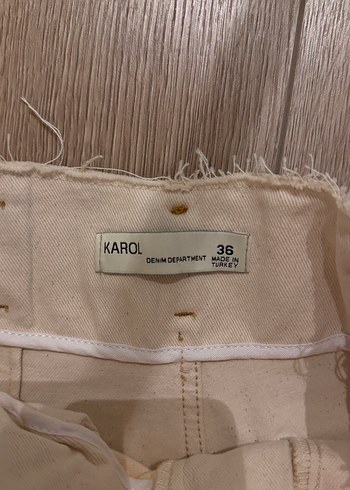 KAROL
DENIM DEPARTMENT
36
MADE IN
TURKEY